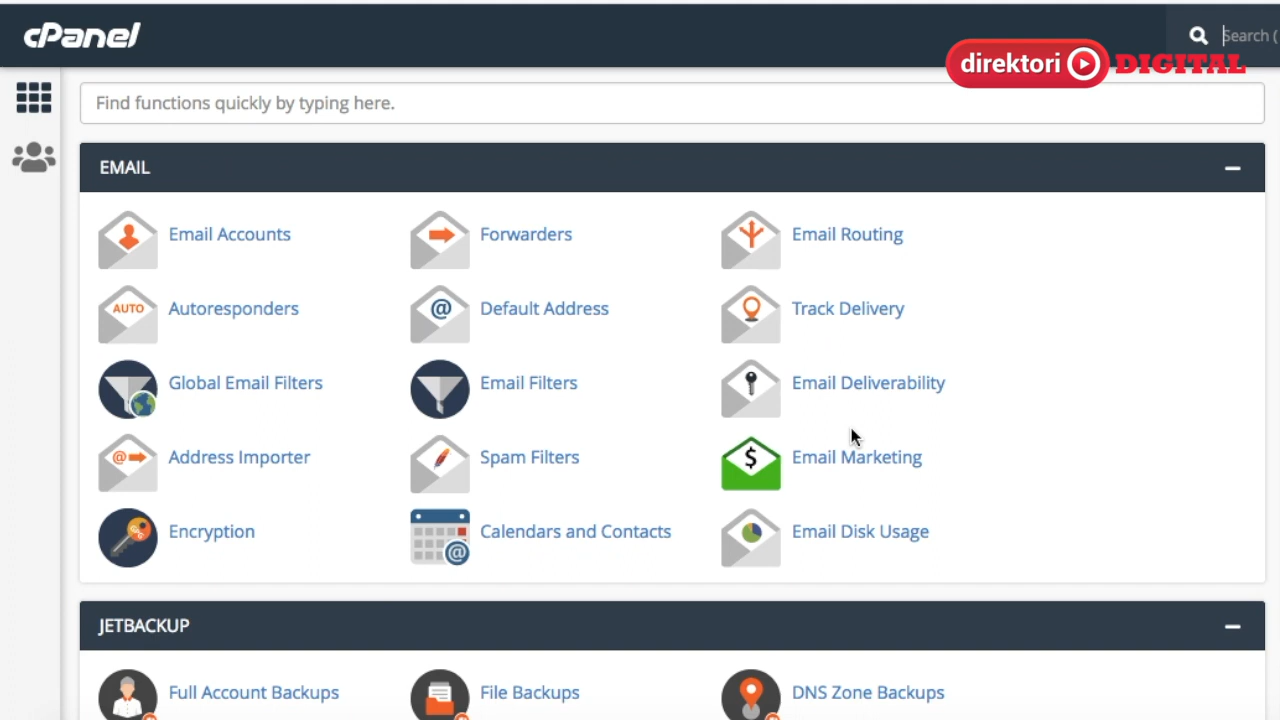 cPanel
Search (
direktori DIGITAL
Find functions quickly by typing here.
EMAIL
Email Accounts
Forwarders
Email Routing
AUTO
Autoresponders
@
Default Address
Track Delivery
Global Email Filters
Email Filters
Email Deliverability
@
Address Importer
Spam Filters
$
Email Marketing
Encryption
@
Calendars and Contacts
Email Disk Usage
JETBACKUP
Full Account Backups
File Backups
DNS Zone Backups